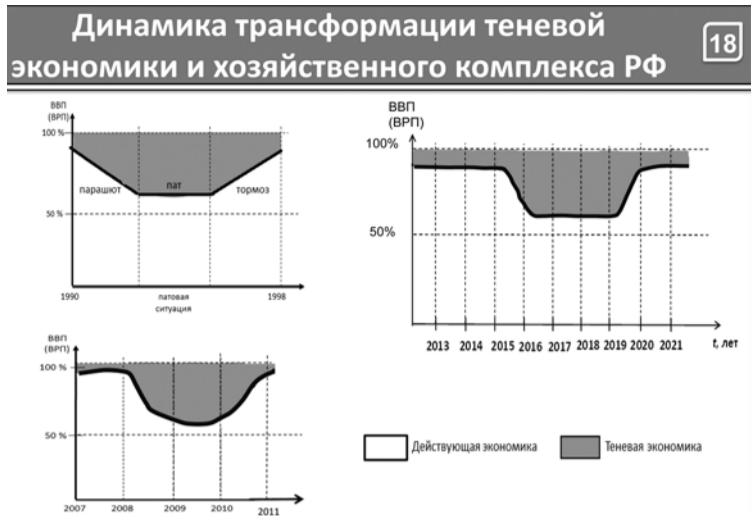 Динамика трансформации теневой
экономики и хозяйственного комплекса РФ
18
ВВП
(ВРП)
100 %
парашют
пат
тормоз
50 %
1990
патовая
ситуация
1998
ВВП
(ВРП)
100%
50%
2013 2014 2015 2016 2017 2018 2019 2020 2021
t, лет
ВВП
(ВРП)
100 %
50 %
2007 2008 2009 2010 2011
Действующая экономика
Теневая экономика